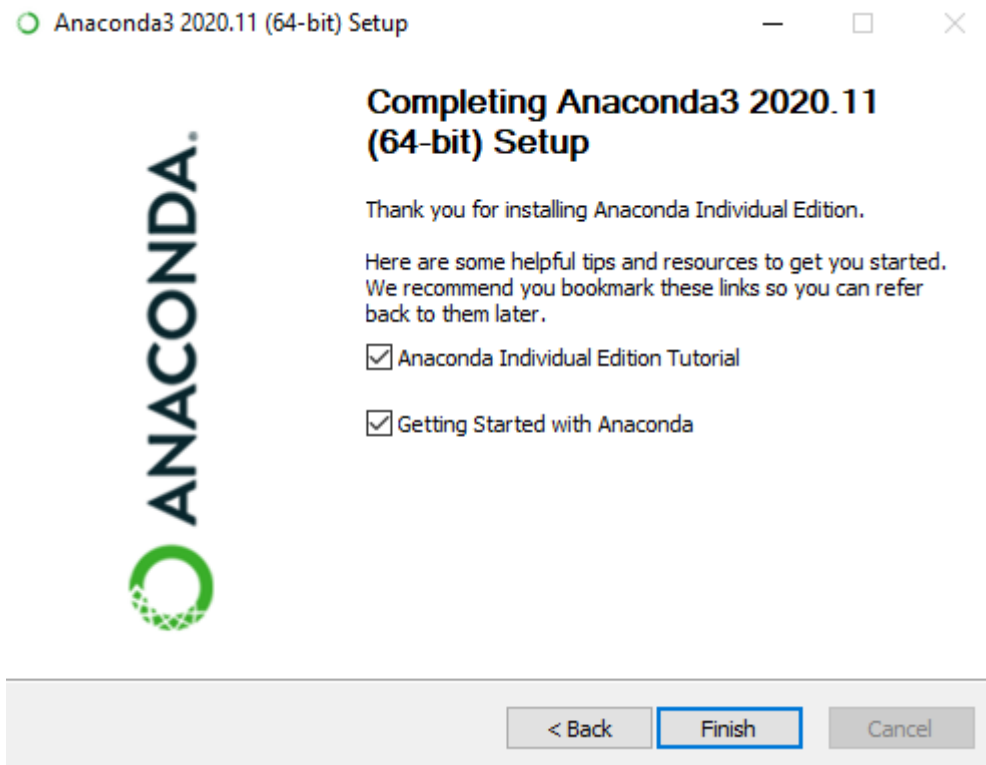 Anaconda3 2020.11 (64-bit) Setup
ANACONDA.
Completing Anaconda3 2020.11
(64-bit) Setup
Thank you for installing Anaconda Individual Edition.
Here are some helpful tips and resources to get you started.
We recommend you bookmark these links so you can refer
back to them later.
Anaconda Individual Edition Tutorial
Getting Started with Anaconda
< Back
Finish
Cancel